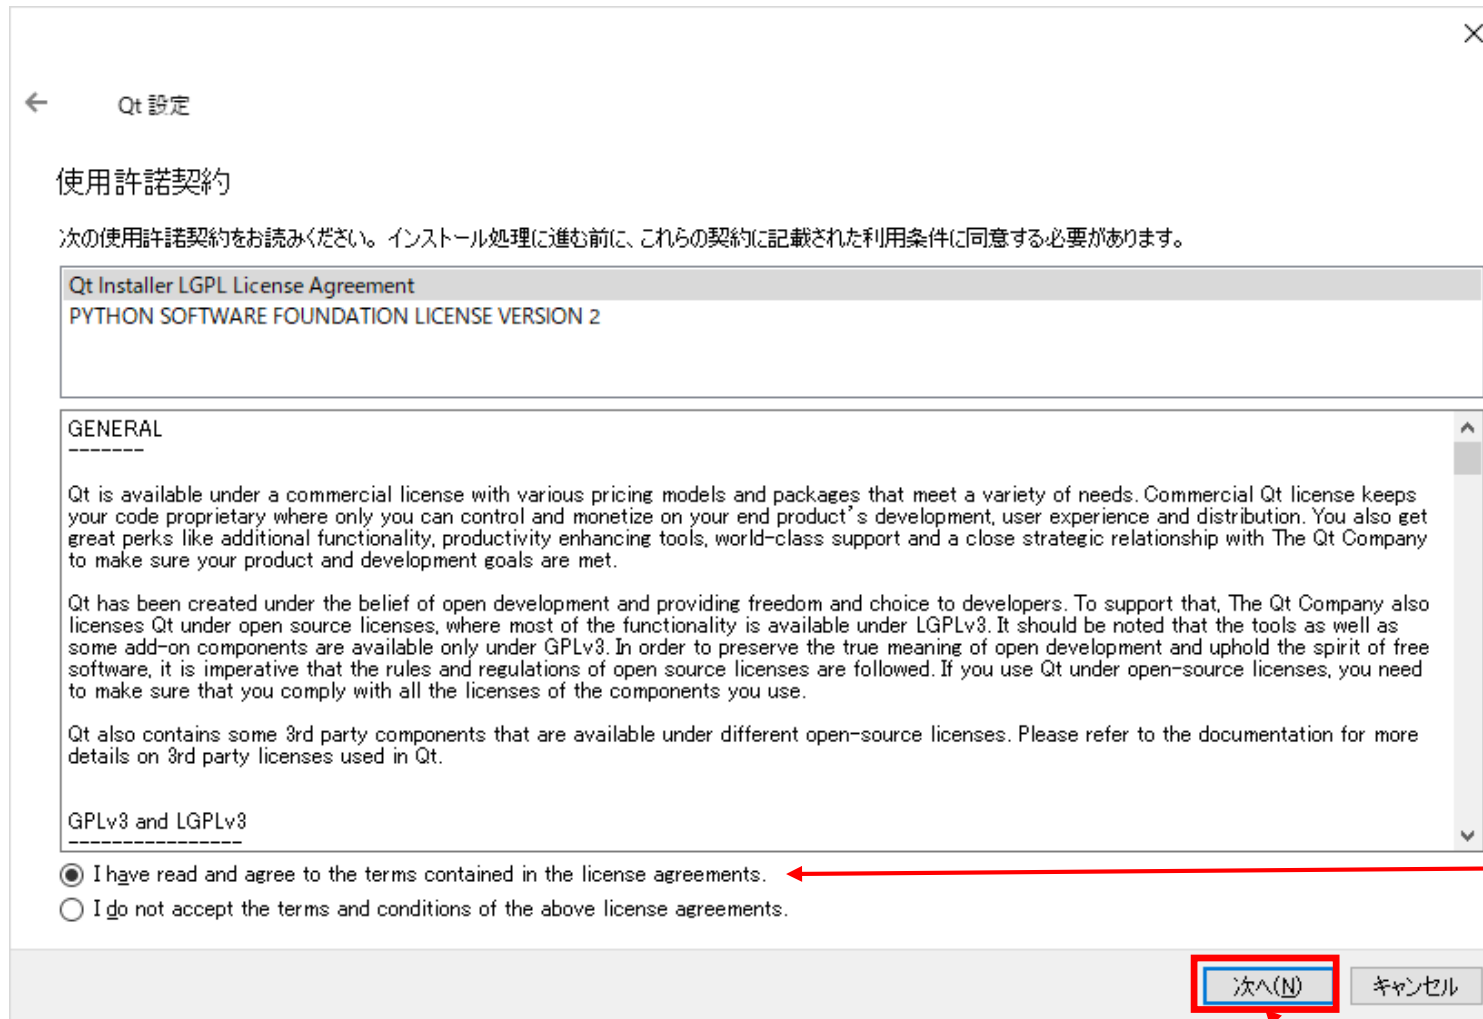 Qt 設定
使用許諾契約
次の使用許諾契約をお読みください。インストール処理に進む前に、これらの契約に記載された利用条件に同意する必要があります。
Qt Installer LGPL License Agreement
PYTHON SOFTWARE FOUNDATION LICENSE VERSION 2
GENERAL
-------
Qt is available under a commercial license with various pricing models and packages that meet a variety of needs. Commercial Qt license keeps
your code proprietary where only you can control and monetize on your end product’s development, user experience and distribution. You also get
great perks like additional functionality, productivity enhancing tools, world-class support and a close strategic relationship with The Qt Company
to make sure your product and development goals are met.
Qt has been created under the belief of open development and providing freedom and choice to developers. To support that, The Qt Company also
licenses Qt under open source licenses, where most of the functionality is available under LGPLv3. It should be noted that the tools as well as
some add-on components are available only under GPLv3. In order to preserve the true meaning of open development and uphold the spirit of free
software, it is imperative that the rules and regulations of open source licenses are followed. If you use Qt under open-source licenses, you need
to make sure that you comply with all the licenses of the components you use.
Qt also contains some 3rd party components that are available under different open-source licenses. Please refer to the documentation for more
details on 3rd party licenses used in Qt.
GPLv3 and LGPLv3
----------------
I have read and agree to the terms contained in the license agreements.
I do not accept the terms and conditions of the above license agreements.
次へ(N)
キャンセル